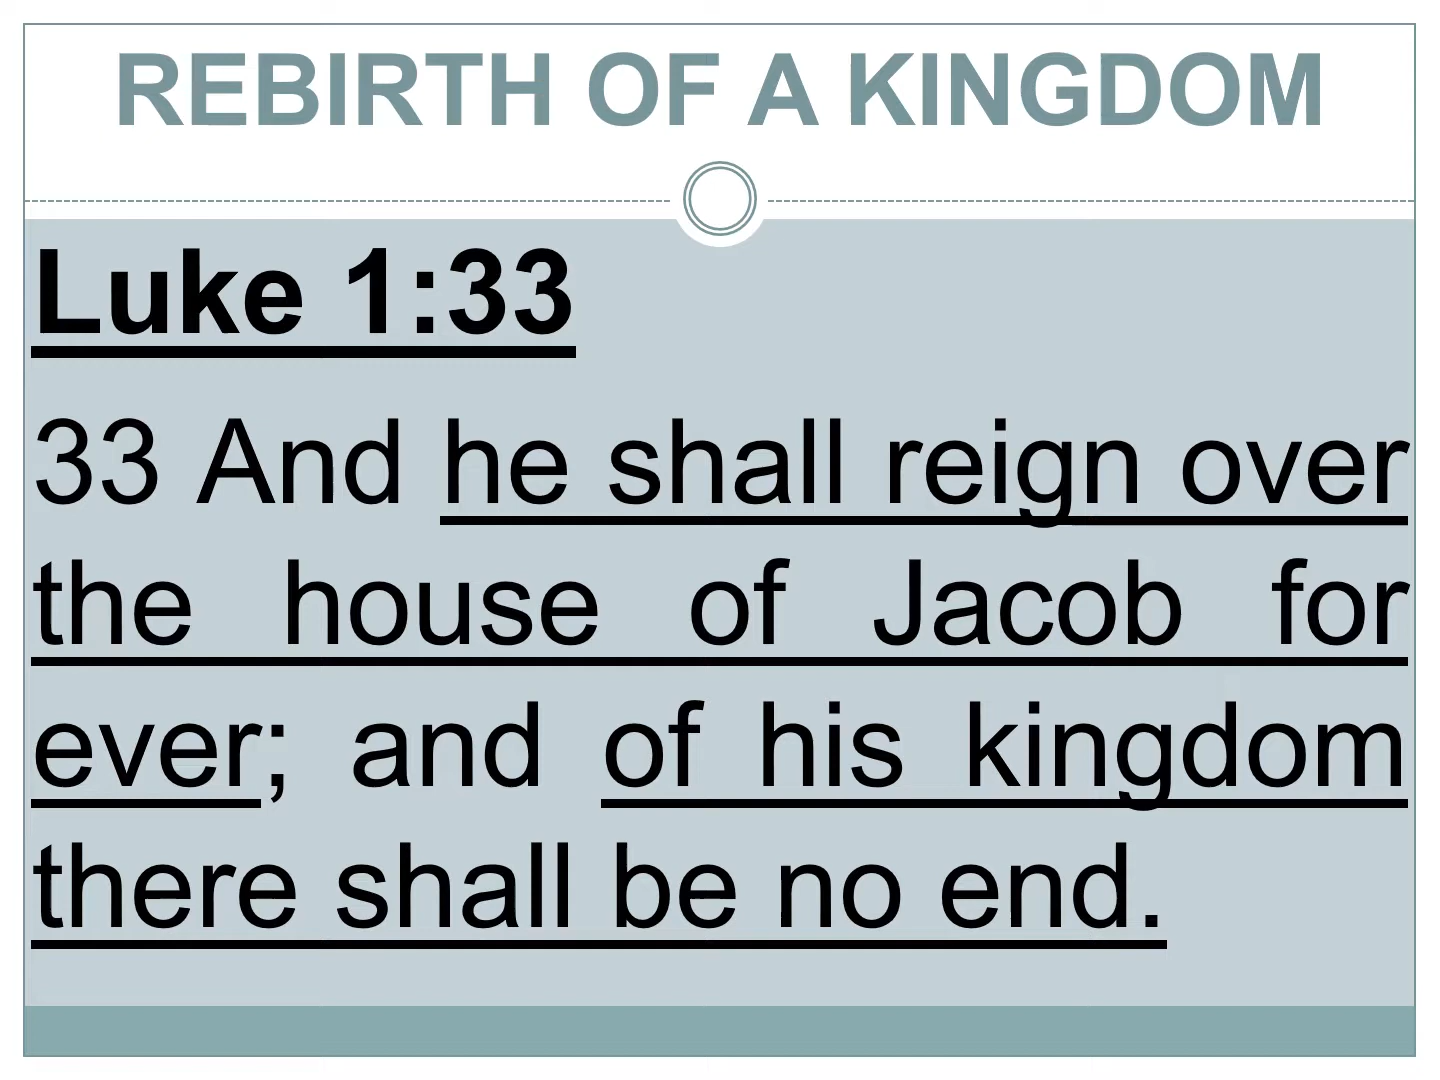 REBIRTH OF A KINGDOM
Luke 1:33
33 And he shall reign over
the house of Jacob for
ever; and of his kingdom
there shall be no end.